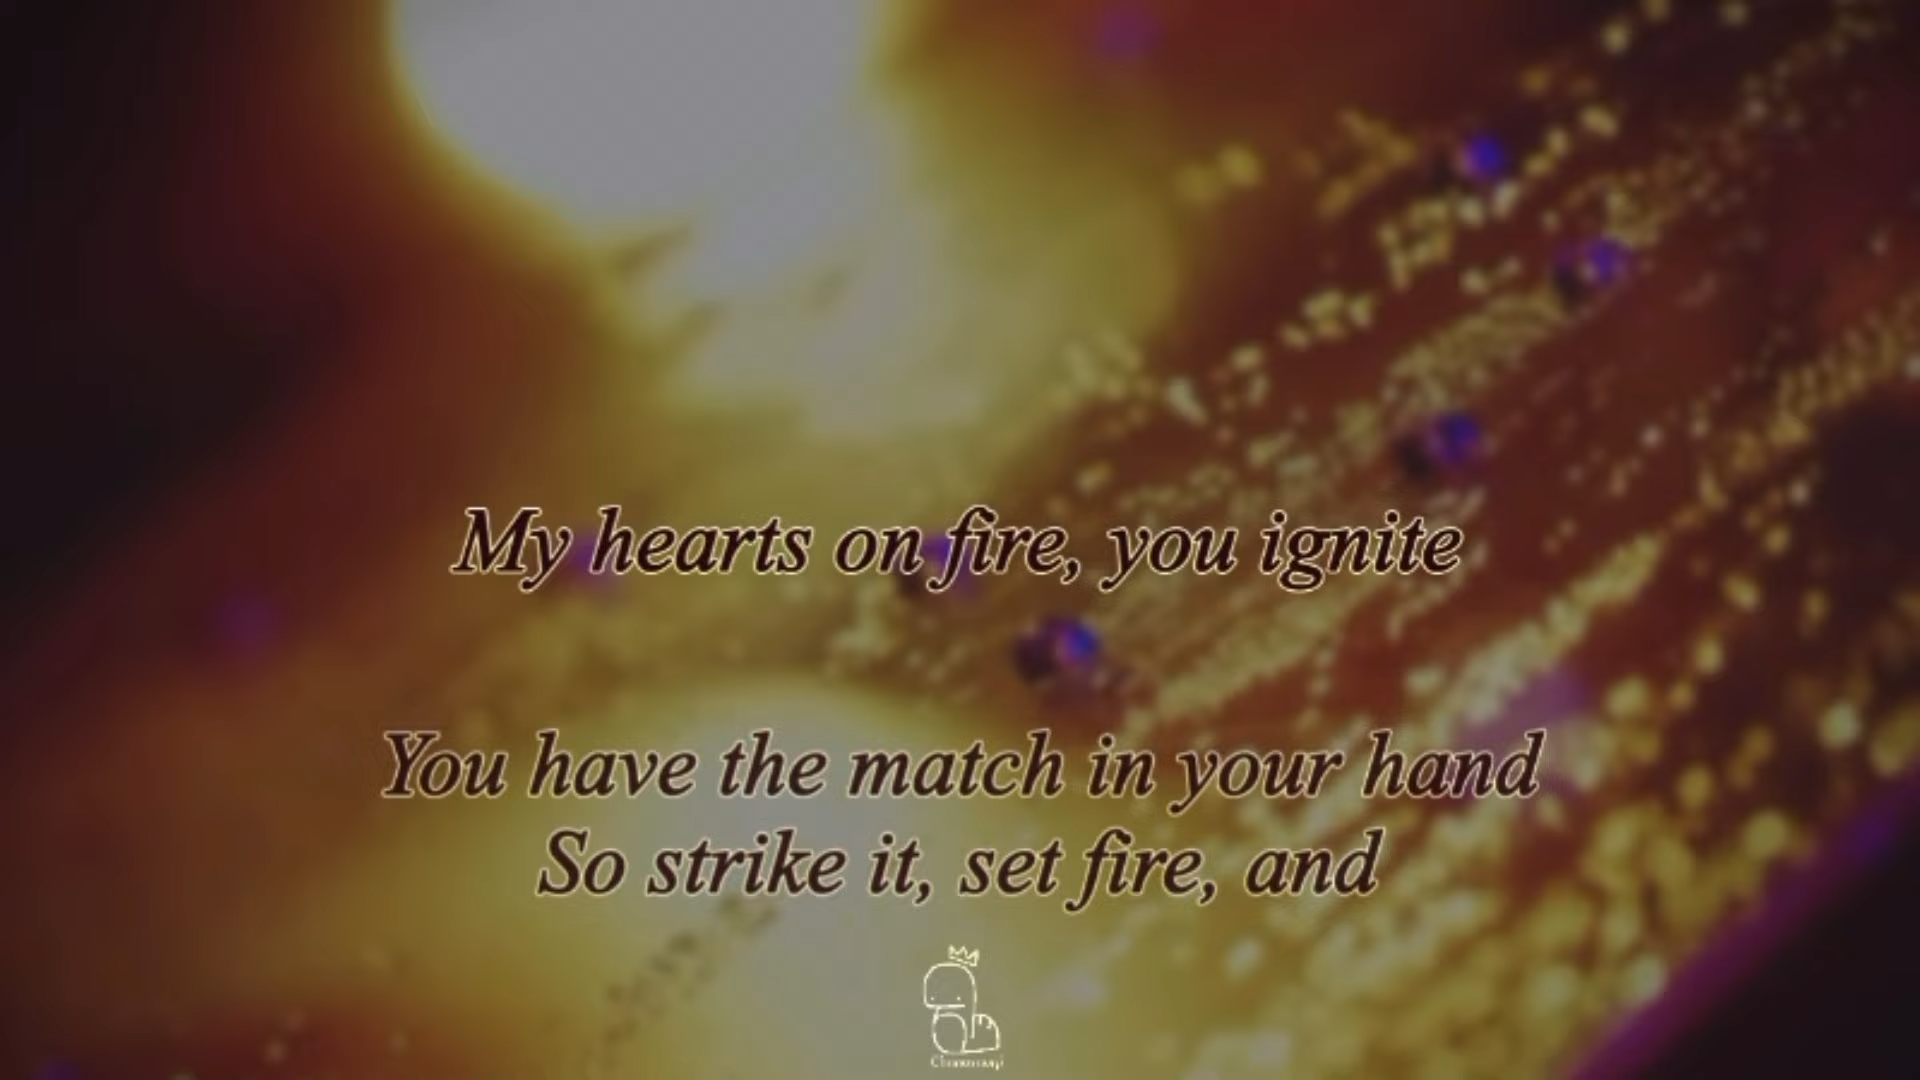 My hearts on fire, you ignite
You have the match in your hand
So strike it, set fire, and